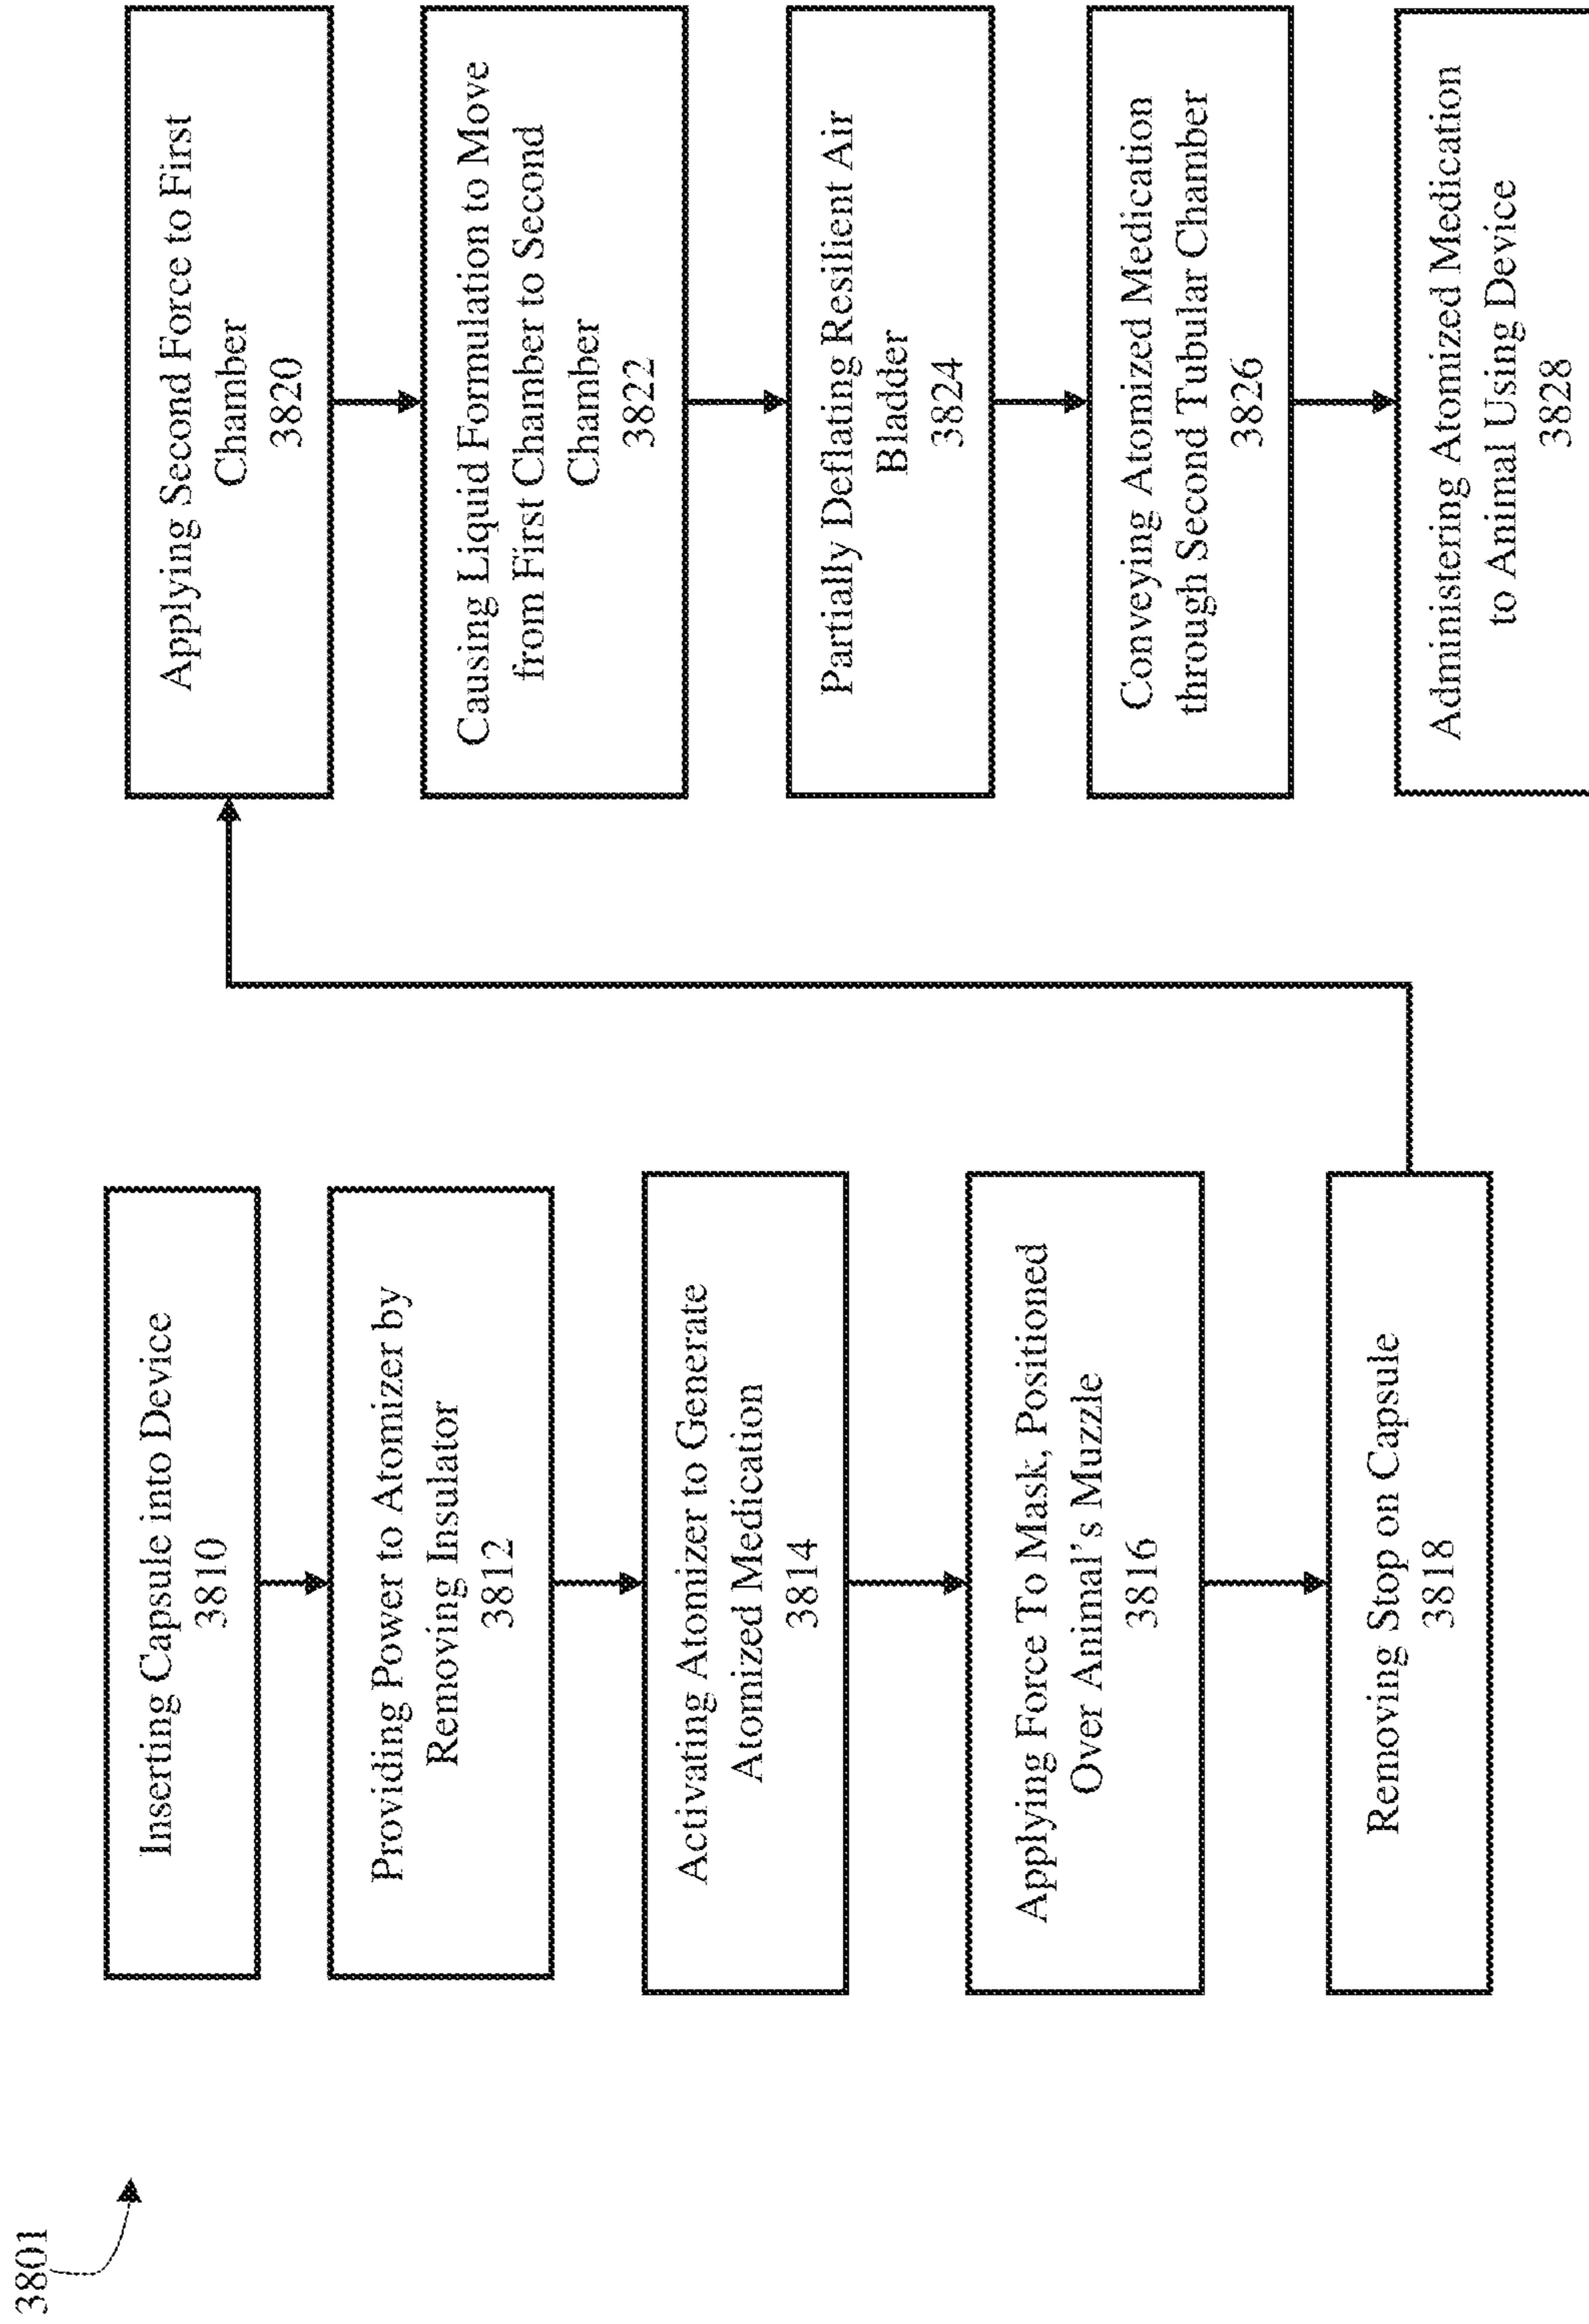 3801
Inserting Capsule into Device
3810
Providing Power to Atomizer by
Removing Insulator
3812
Activating Atomizer to Generate
Atomized Medication
3814
Applying Force To Mask, Positioned
Over Animal's Muzzle
3816
Removing Stop on Capsule
3818
Applying Second Force to First
Chamber
3820
Causing Liquid Formulation to Move
from First Chamber to Second
Chamber
3822
Partially Deflating Resilient Air
Bladder
3824
Conveying Atomized Medication
through Second Tubular Chamber
3826
Administering Atomized Medication
to Animal Using Device
3828